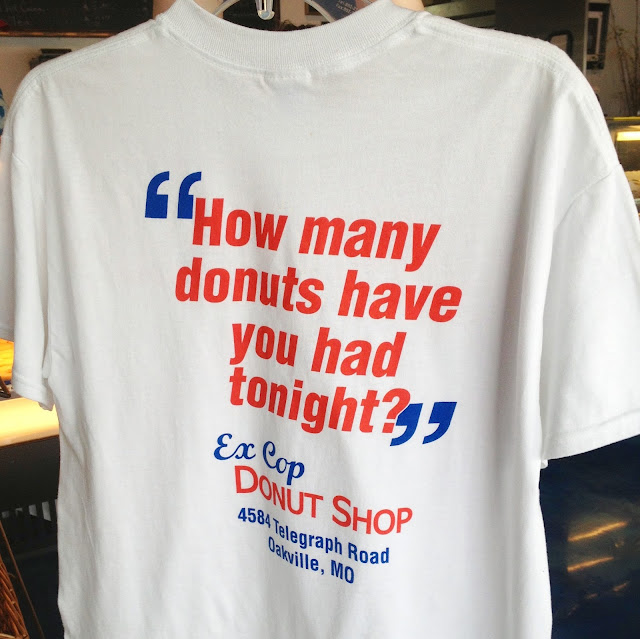 “How many
donuts have
you had
tonight?”
Ex Cop
DONUT SHOP
4584 Telegraph Road
Oakville, MO